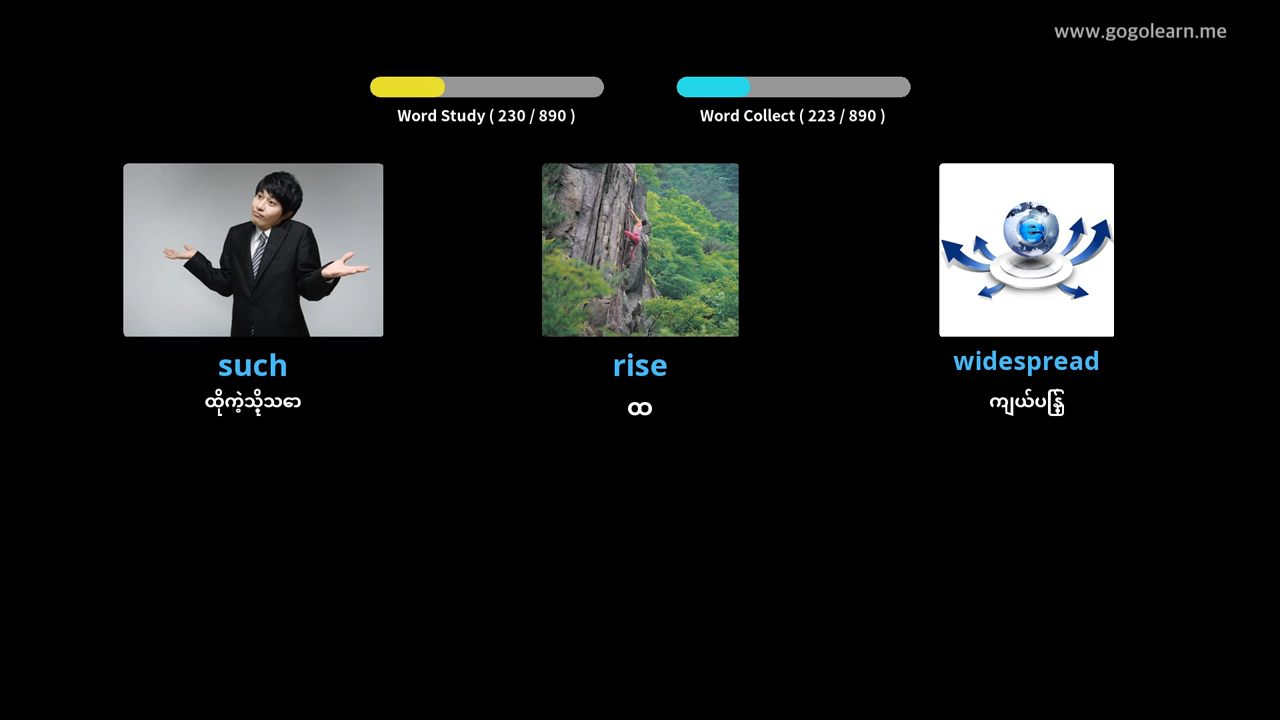 www.gogolearn.me
Word Study ( 230 / 890 )
Word Collect ( 223 / 890 )
such
rise
widespread
ထိုကဲ့သို့သော
ထ
ကျယ်ပြန့်